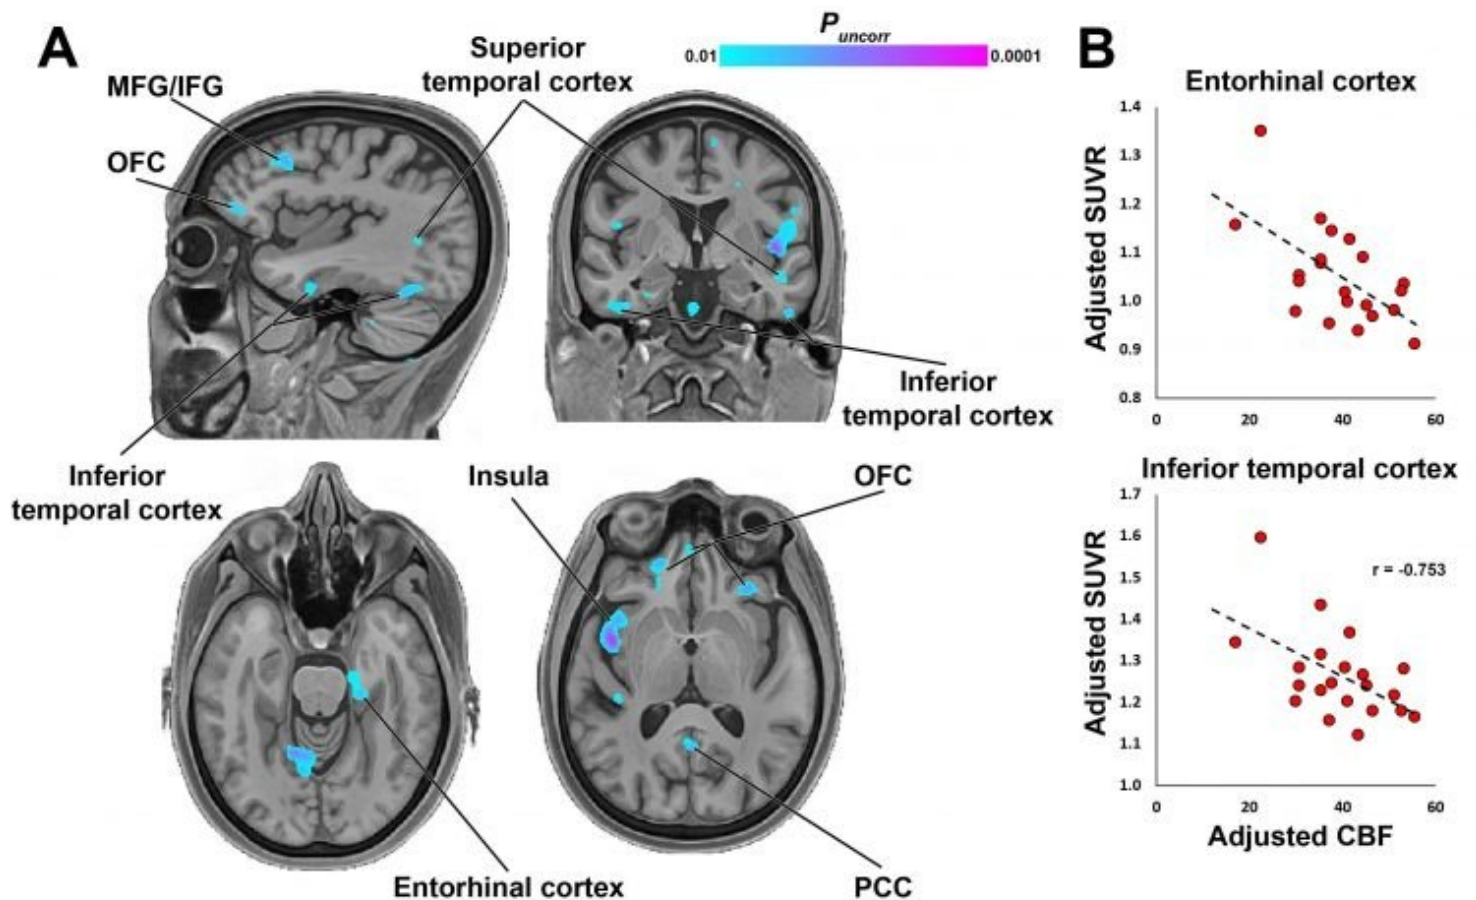 A
MFG/IFG
OFC
Superior
temporal cortex
P uncorr
0.01
0.0001
Inferior
temporal cortex
Inferior
temporal cortex
Insula
OFC
Entorhinal cortex
PCC
B
Entorhinal cortex
Adjusted SUVR
1.4
1.3
1.2
1.1
1.0
0.9
0.8
0 20 40 60
Inferior temporal cortex
Adjusted SUVR
1.7
1.6
1.5
1.4
1.3
1.2
1.1
1.0
r = -0.753
0 20 40 60
Adjusted CBF